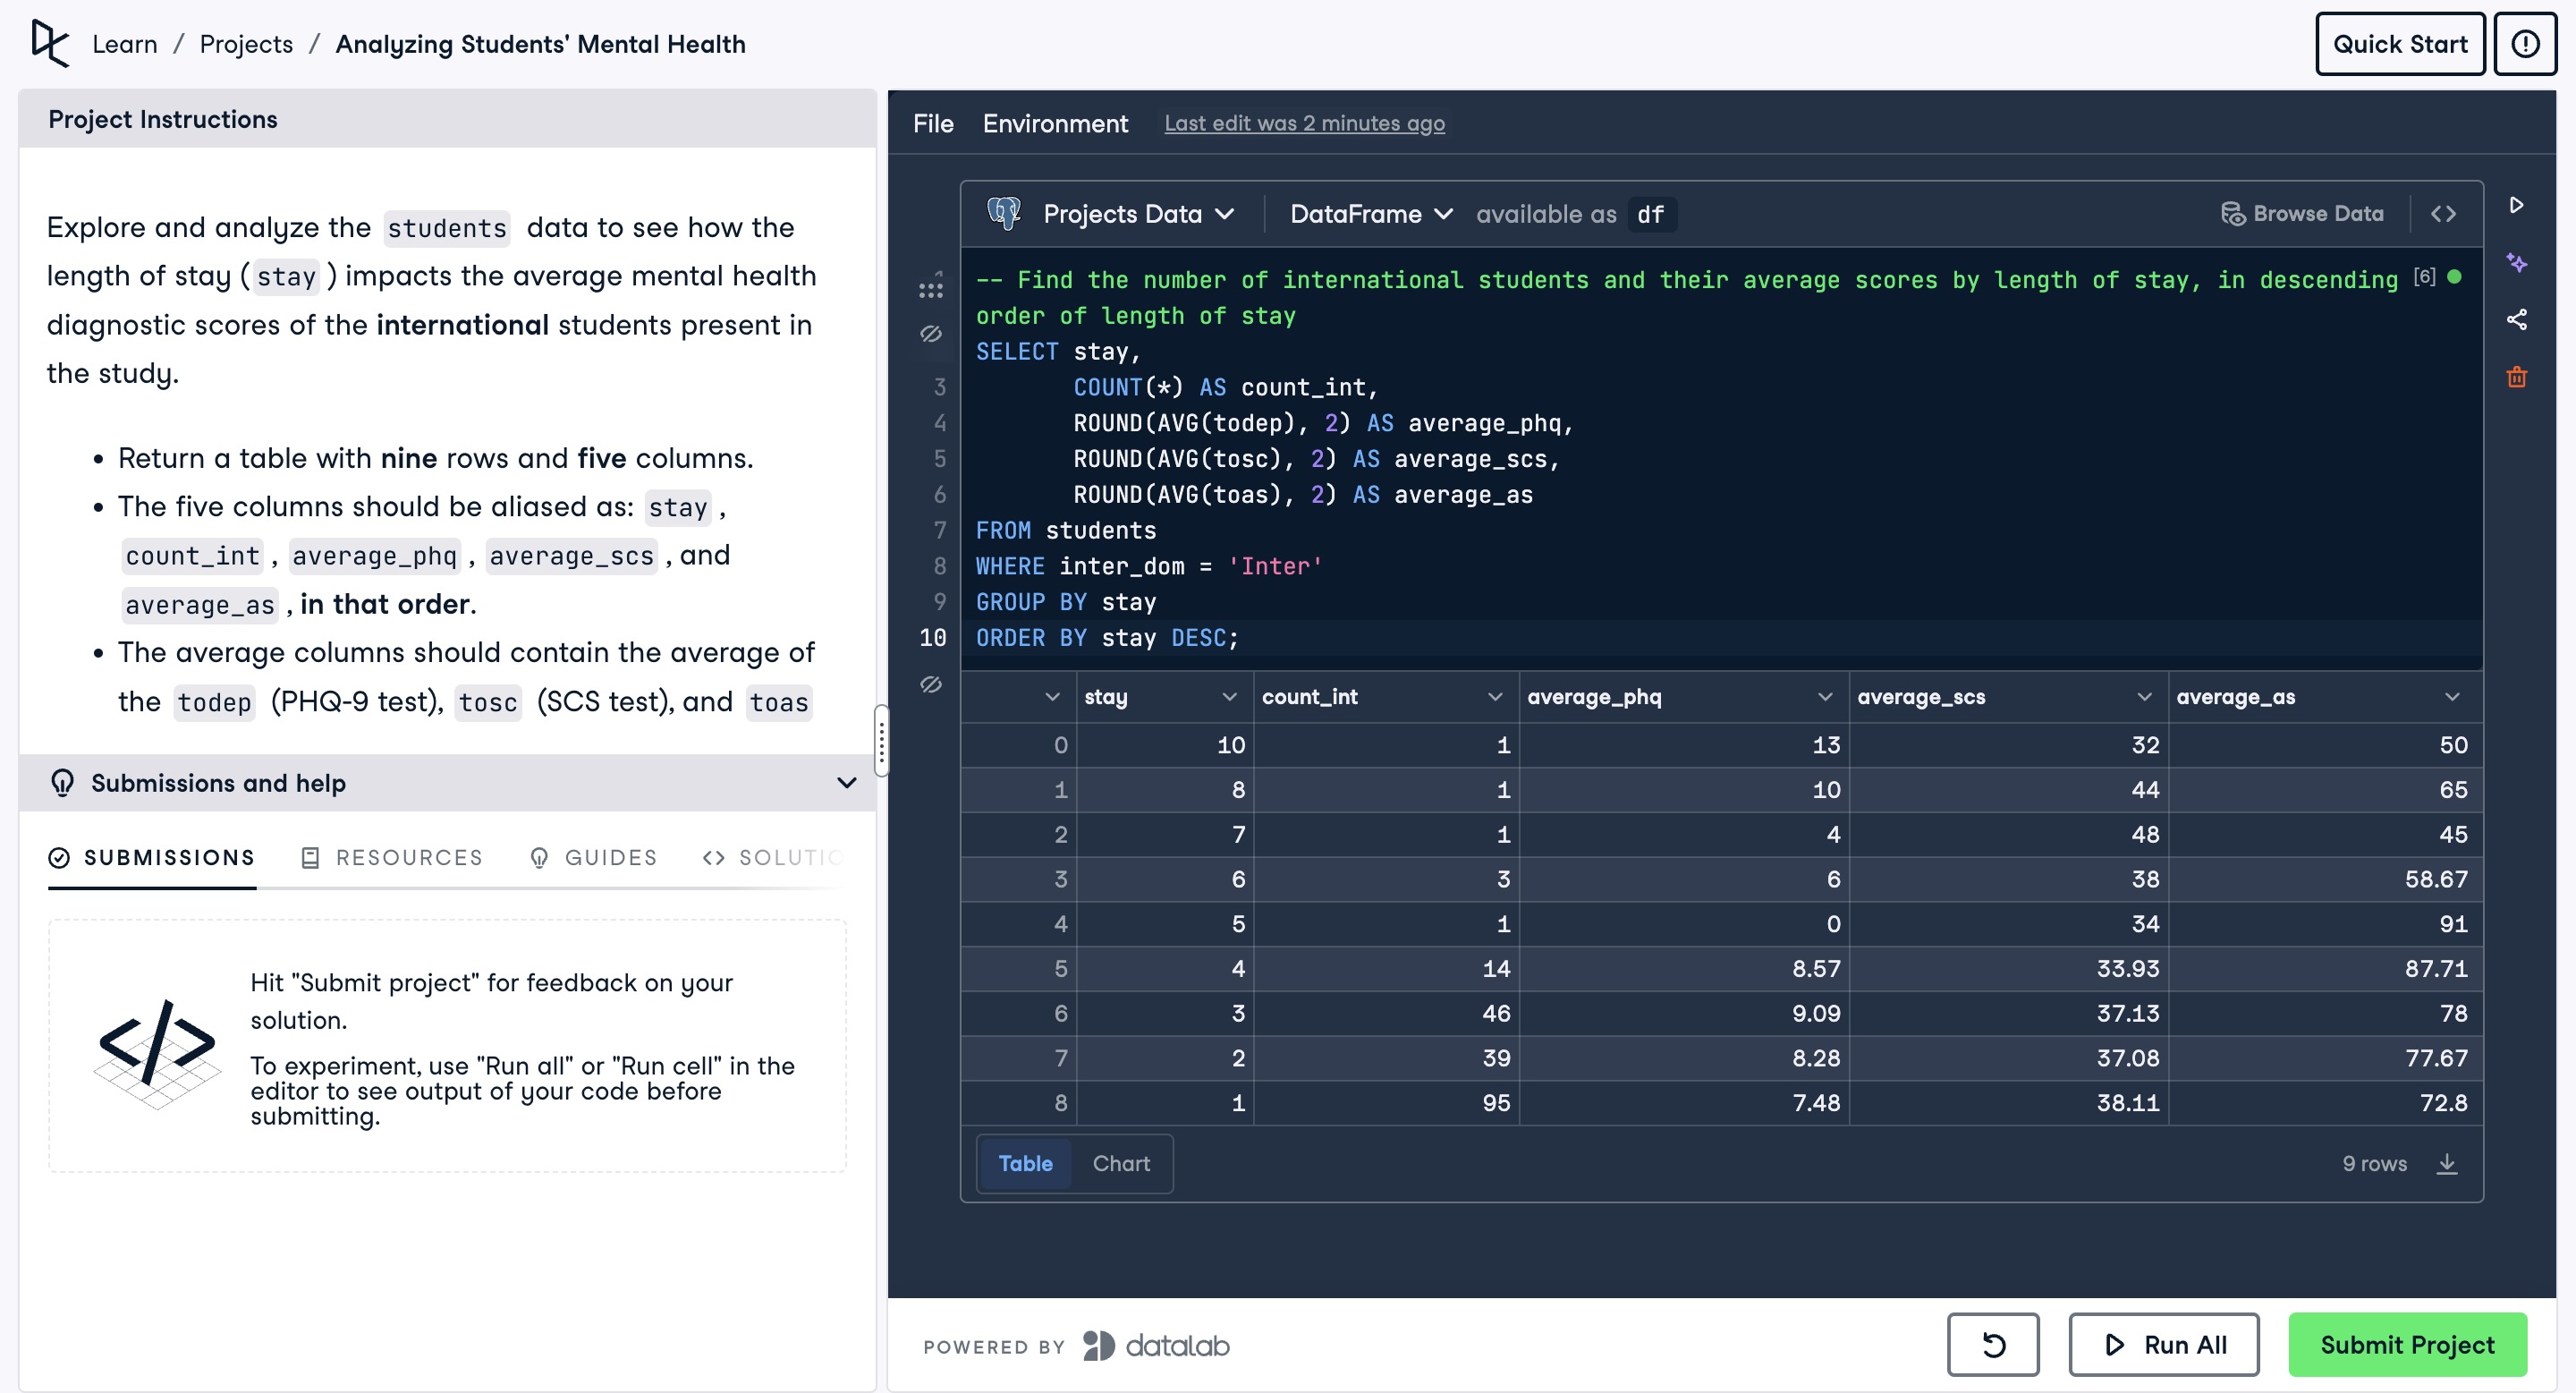 Learn / Projects / Analyzing Students' Mental Health
Quick Start
Project Instructions
Explore and analyze the students data to see how the
length of stay ( stay ) impacts the average mental health
diagnostic scores of the international students present in
the study.
• Return a table with nine rows and five columns.
• The five columns should be aliased as: stay ,
count_int , average_phq , average_scs , and
average_as , in that order.
• The average columns should contain the average of
the todep (PHQ-9 test), tosc (SCS test), and toas
Submissions and help
SUBMISSIONS RESOURCES GUIDES <> SOLUTIO
Hit "Submit project" for feedback on your
solution.
To experiment, use "Run all" or "Run cell" in the
editor to see output of your code before
submitting.
File Environment Last edit was 2 minutes ago
Projects Data DataFrame available as df Browse Data <>
-- Find the number of international students and their average scores by length of stay, in descending [6]
order of length of stay
SELECT stay,
3 COUNT(*) AS count_int,
4 ROUND(AVG(todep), 2) AS average_phq,
5 ROUND(AVG(tosc), 2) AS average_scs,
6 ROUND(AVG(toas), 2) AS average_as
7 FROM students
8 WHERE inter_dom = 'Inter'
9 GROUP BY stay
10 ORDER BY stay DESC;
stay count_int average_phq average_scs average_as
0 10 1 13 32 50
1 8 1 10 44 65
2 7 1 4 48 45
3 6 3 6 38 58.67
4 5 1 0 34 91
5 4 14 8.57 33.93 87.71
6 3 46 9.09 37.13 78
7 2 39 8.28 37.08 77.67
8 1 95 7.48 38.11 72.8
Table Chart 9 rows
POWERED BY datalab
Run All Submit Project